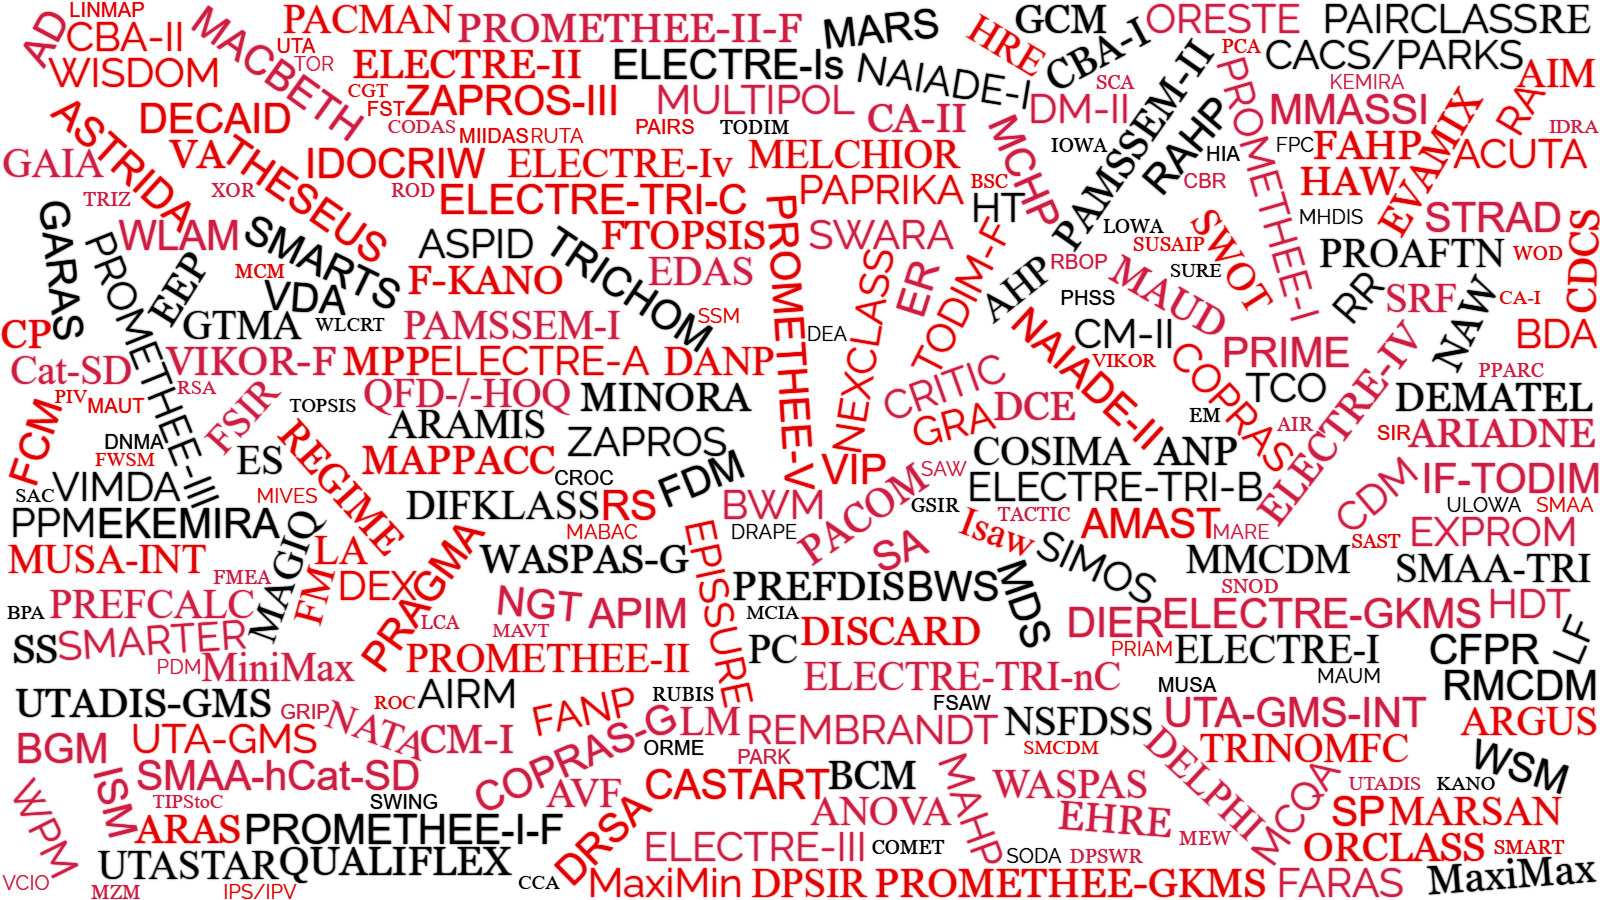 LINMAP
AD
CBA-II
WISDOM
MACBETH
PACMAN
UTA
TOR
PROMETHEE-II-F
MARS
HRE
GCM
CBA-I
ORESTE
PAIRCLASSRE
PCA
CACS/PARKS
AIM
ELECTRE-II
ELECTRE-Is
NAIADE-I
SCA
KEMIRA
CGT
FST
ZAPROS-III
MULTIPOL
CA-II
DM-II
PAMSSEM-II
MMASSI
EVAMIX
RA
IDRA
ASTRIDA
DECAID
CODAS
MIIDAS
RUTA
PAIRS
TODIM
MCHP
IOWA
RAHP
HIA
PROMETHEE-I
FPC
FAHP
ACUTA
GAIA
VA
THESEUS
IDOCRIW
ELECTRE-Iv
MELCHIOR
TRIZ
XOR
ROD
ELECTRE-TRI-C
PAPRIKA
BSC
HT
CBR
HAW
MHDIS
STRAD
GARAS
WLAM
SMARTS
ASPID
TRICHOM
FTOPSIS
PROMETHEE-V
SWARA
TODIM-F
LOWA
SUSAIP
SWOT
PROAFTN
WOD
CDCS
PROMETHEE-III
EEP
MCM
F-KANO
EDAS
ER
AHP
RBOP
SURE
MAUD
RR
SRF
NAW
CA-I
VDA
GTMA
WLCRT
PAMSSEM-I
SSM
DEA
NEXCLASS
PHSS
NAIADE-II
CM-II
BDA
CP
Cat-SD
VIKOR-F
MPPELECTRE-A
DANP
VIKOR
COPRAS
PRIME
ELECTRE-IV
PPARC
PIV
MAUT
RSA
FSIR
TOPSIS
QFD-/-HOQ
MINORA
CRITIC
GRA
DCE
TCO
EM
AIR
DEMATEL
FCM
DNMA
FWSM
ES
REGIME
ARAMIS
ZAPROS
COSIMA
ANP
SIR
ARIADNE
SAC
VIMDA
MIVES
MAPPACC
CROC
FDM
VIP
SAW
ELECTRE-TRI-B
CDM
IF-TODIM
PPM
EKEMIRA
DIFKLASS
RS
BWM
PACOM
GSIR
TACTIC
AMAST
ULOWA
SMAA
MUSA-INT
MAGIQ
LA
MABAC
EPISSURE
DRAPE
SA
Isaw
SIMOS
MARE
SAST
EXPROM
FMEA
FM
DEX
PRAGMA
WASPAS-G
MMCDM
SMAA-TRI
BPA
PREFCALC
LCA
NGT
APIM
PREFDIS
BWS
MDS
SNOD
HDT
MCIA
DIER
ELECTRE-GKMS
SS
SMARTER
MAVT
PC
DISCARD
LF
PDM
MiniMax
PROMETHEE-II
PRIAM
ELECTRE-I
CFPR
ELECTRE-TRI-nC
MUSA
MAUM
RMCDM
UTADIS-GMS
GRIP
NATA
ROC
AIRM
FANP
RUBIS
FSAW
UTA-GMS-INT
ARGUS
BGM
UTA-GMS
CM-I
COPRAS-G
LM
REMBRANDT
NSFDSS
ORME
SMCDM
DELPHI
TRINOMFC
WSM
WPM
ISM
SMAA-hCat-SD
PARK
MAHP
MCQA
AVF
CASTART
BCM
WASPAS
UTADIS
KANO
TIPStoC
SWING
ARAS
PROMETHEE-I-F
DRSA
ANOVA
EHRE
MEW
SP
MARSAN
UTASTAR
QUALIFLEX
ELECTRE-III
COMET
SODA
DPSWR
ORCLASS
SMART
VCIO
MZM
IPS/IPV
CCA
MaxiMin
DPSIR
PROMETHEE-GKMS
FARAS
MaxiMax